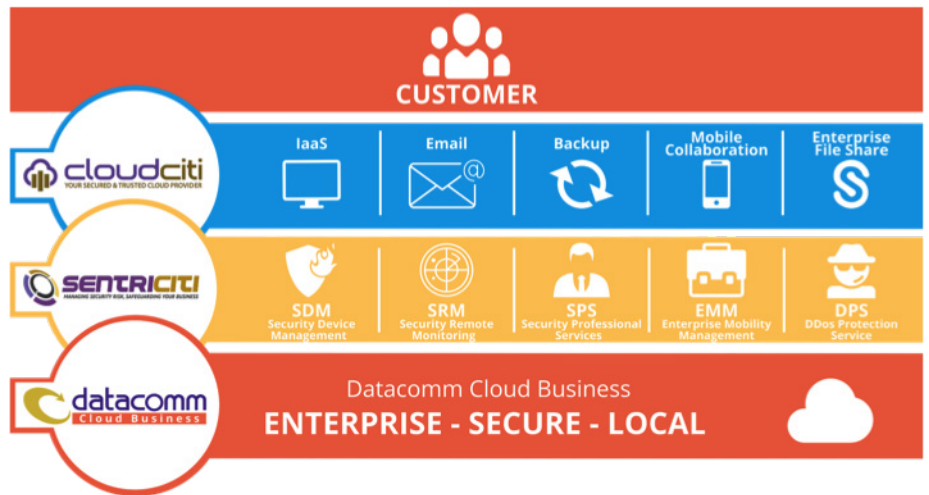 CUSTOMER
cloudciti
YOUR SECURED & TRUSTED CLOUD PROVIDER
IaaS
Email
@
Backup
Mobile
Collaboration
Enterprise
File Share
SENTRICITI
MANAGING SECURITY RISK, SAFEGUARDING YOUR BUSINESS
SDM
Security Device
Management
SRM
Security Remote
Monitoring
SPS
Security Professional
Services
EMM
Enterprise Mobility
Management
DPS
DDos Protection
Service
datacomm
Cloud Business
Datacomm Cloud Business
ENTERPRISE - SECURE - LOCAL